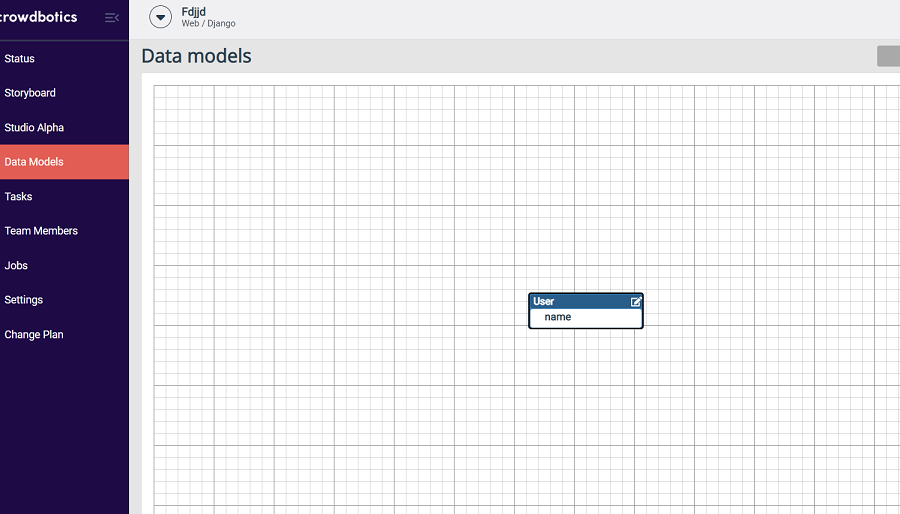 crowdbotics
Fdjjd
Web / Django
Status
Storyboard
Studio Alpha
Data Models
Tasks
Team Members
Jobs
Settings
Change Plan
Data models
User
name